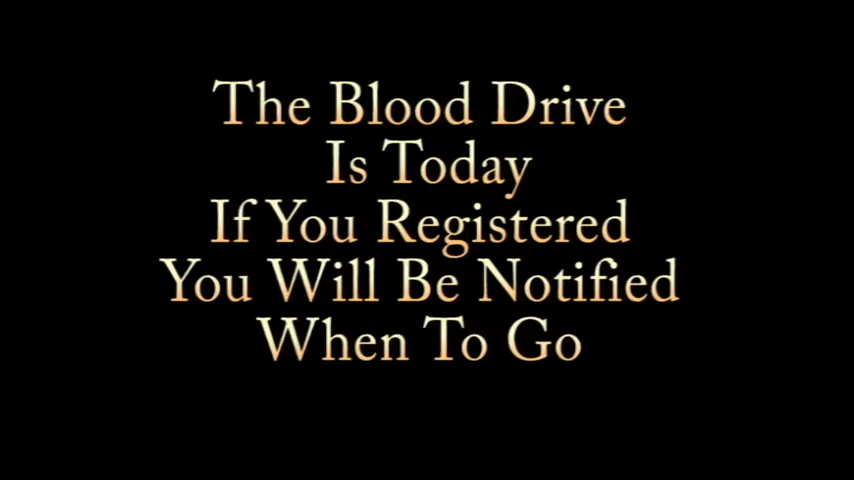 The Blood Drive
Is Today
If You Registered
You Will Be Notified
When To Go